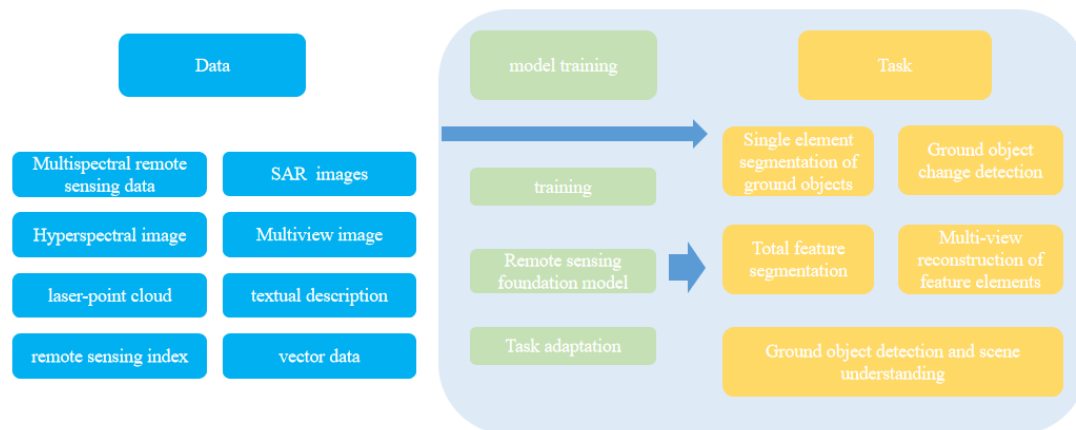 Data
model training
Task
Multispectral remote
sensing data
SAR images
Hyperspectral image
Multiview image
laser-point cloud
textual description
remote sensing index
vector data
training
Remote sensing
foundation model
Task adaptation
Single element
segmentation of
ground objects
Ground object
change detection
Total feature
segmentation
Multi-view
reconstruction of
feature elements
Ground object detection and scene
understanding